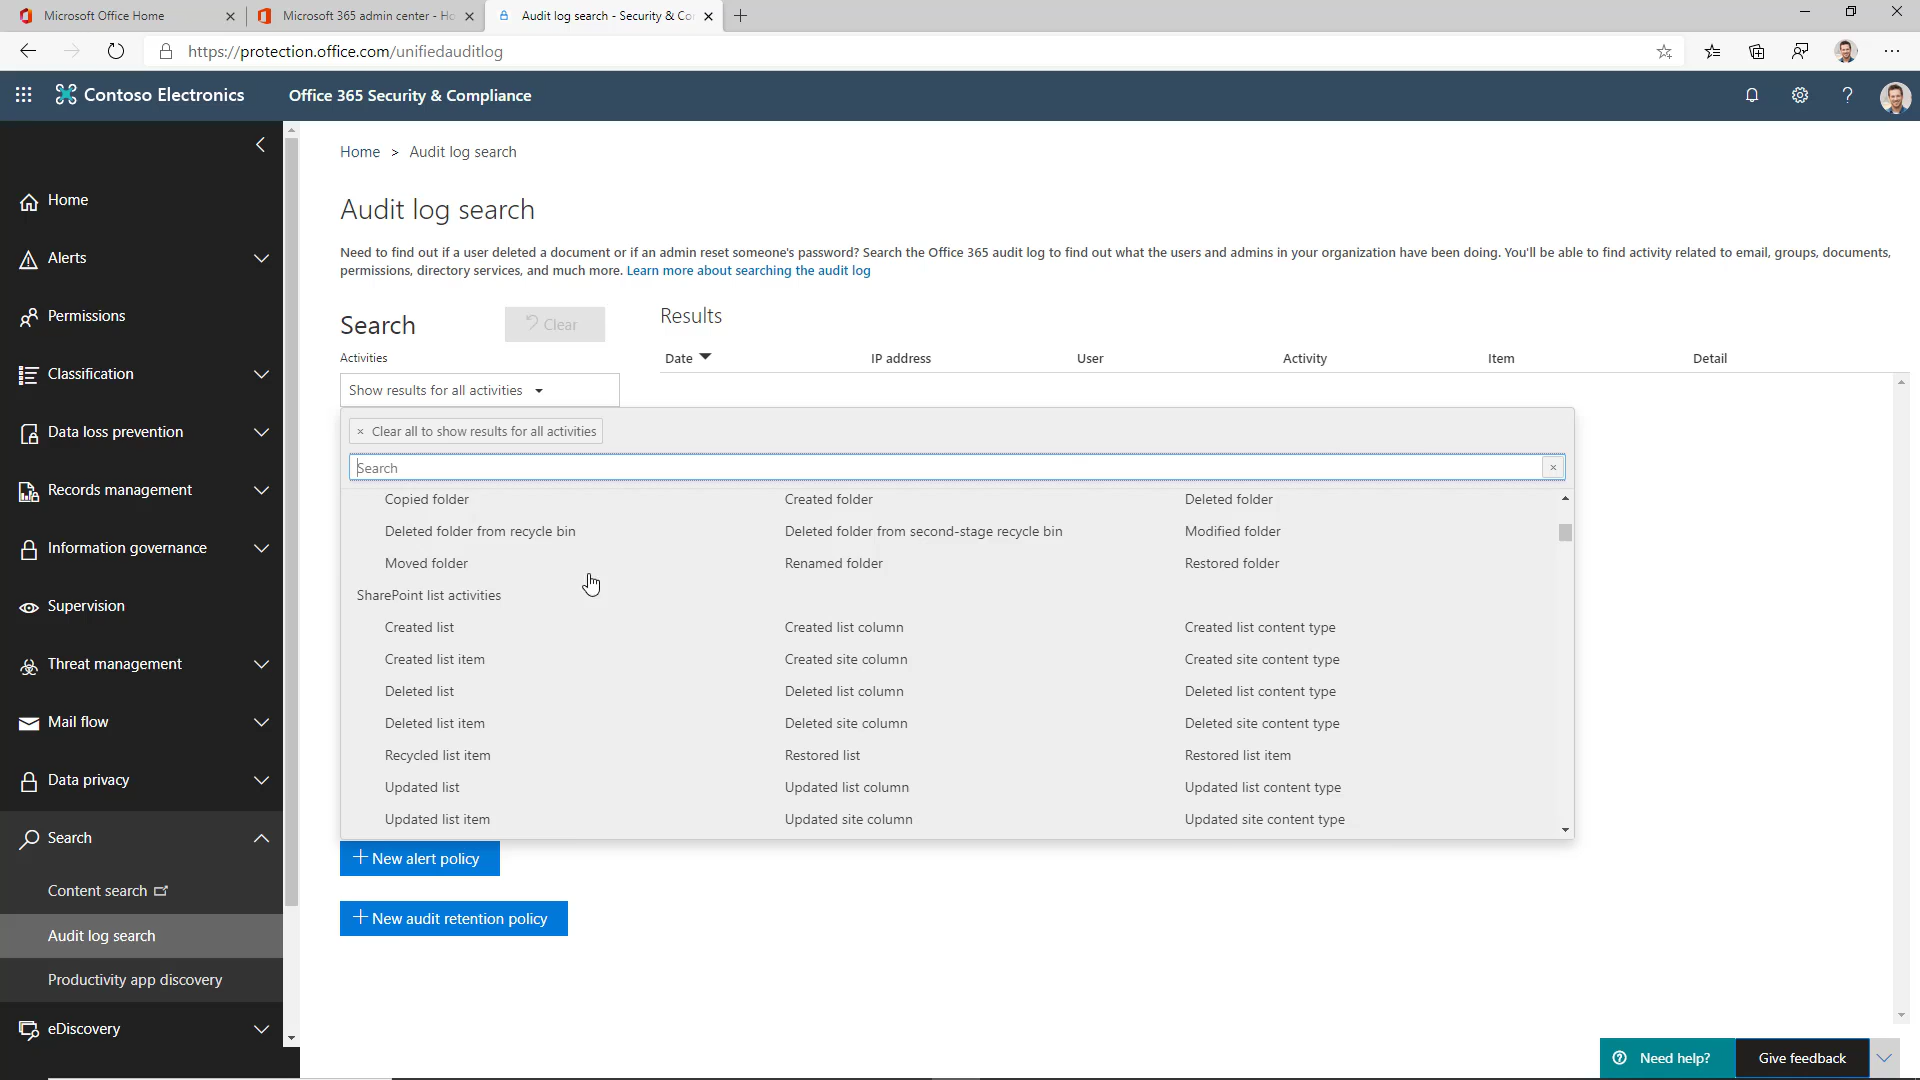 Microsoft Office Home
Microsoft 365 admin center - Ho
Audit log search - Security & Co
https://protection.office.com/unifiedauditlog
Contoso Electronics
Office 365 Security & Compliance
Home
Alerts
Permissions
Classification
Data loss prevention
Records management
Information governance
Supervision
Threat management
Mail flow
Data privacy
Search
Content search
Audit log search
Productivity app discovery
eDiscovery
Home > Audit log search
Audit log search
Need to find out if a user deleted a document or if an admin reset someone's password? Search the Office 365 audit log to find out what the users and admins in your organization have been doing. You'll be able to find activity related to email, groups, documents,
permissions, directory services, and much more. Learn more about searching the audit log
Search
Clear
Results
Activities
Date IP address User Activity Item Detail
Show results for all activities
× Clear all to show results for all activities
Search
Copied folder Created folder Deleted folder
Deleted folder from recycle bin Deleted folder from second-stage recycle bin Modified folder
Moved folder Renamed folder Restored folder
SharePoint list activities
Created list Created list column Created list content type
Created list item Created site column Created site content type
Deleted list Deleted list column Deleted list content type
Deleted list item Deleted site column Deleted site content type
Recycled list item Restored list Restored list item
Updated list Updated list column Updated list content type
Updated list item Updated site column Updated site content type
+ New alert policy
+ New audit retention policy
Need help?
Give feedback